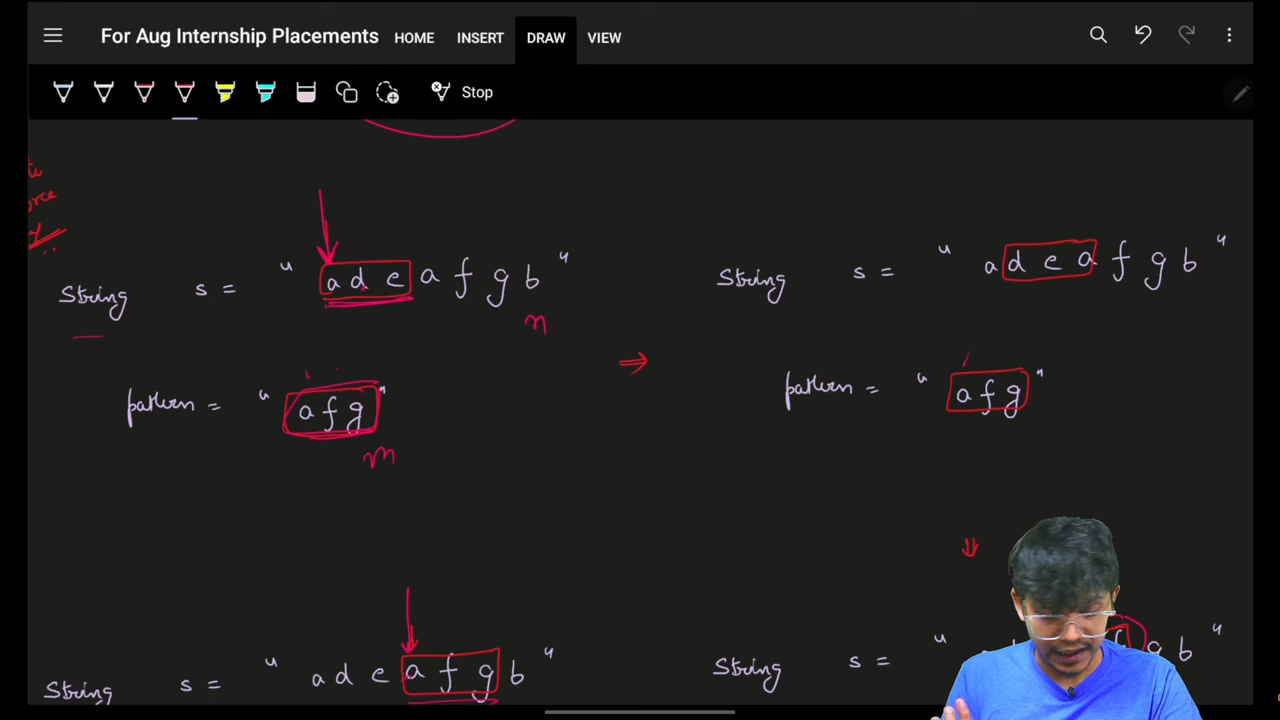 For Aug Internship Placements HOME INSERT DRAW VIEW
Stop
String s = " a d e a f g b "
n
pattern = " a f g "
m
⇒
String s = " a d e a f g b "
pattern = " a f g "
⇓
String s = " a d e a f g b "
String s = " g b "